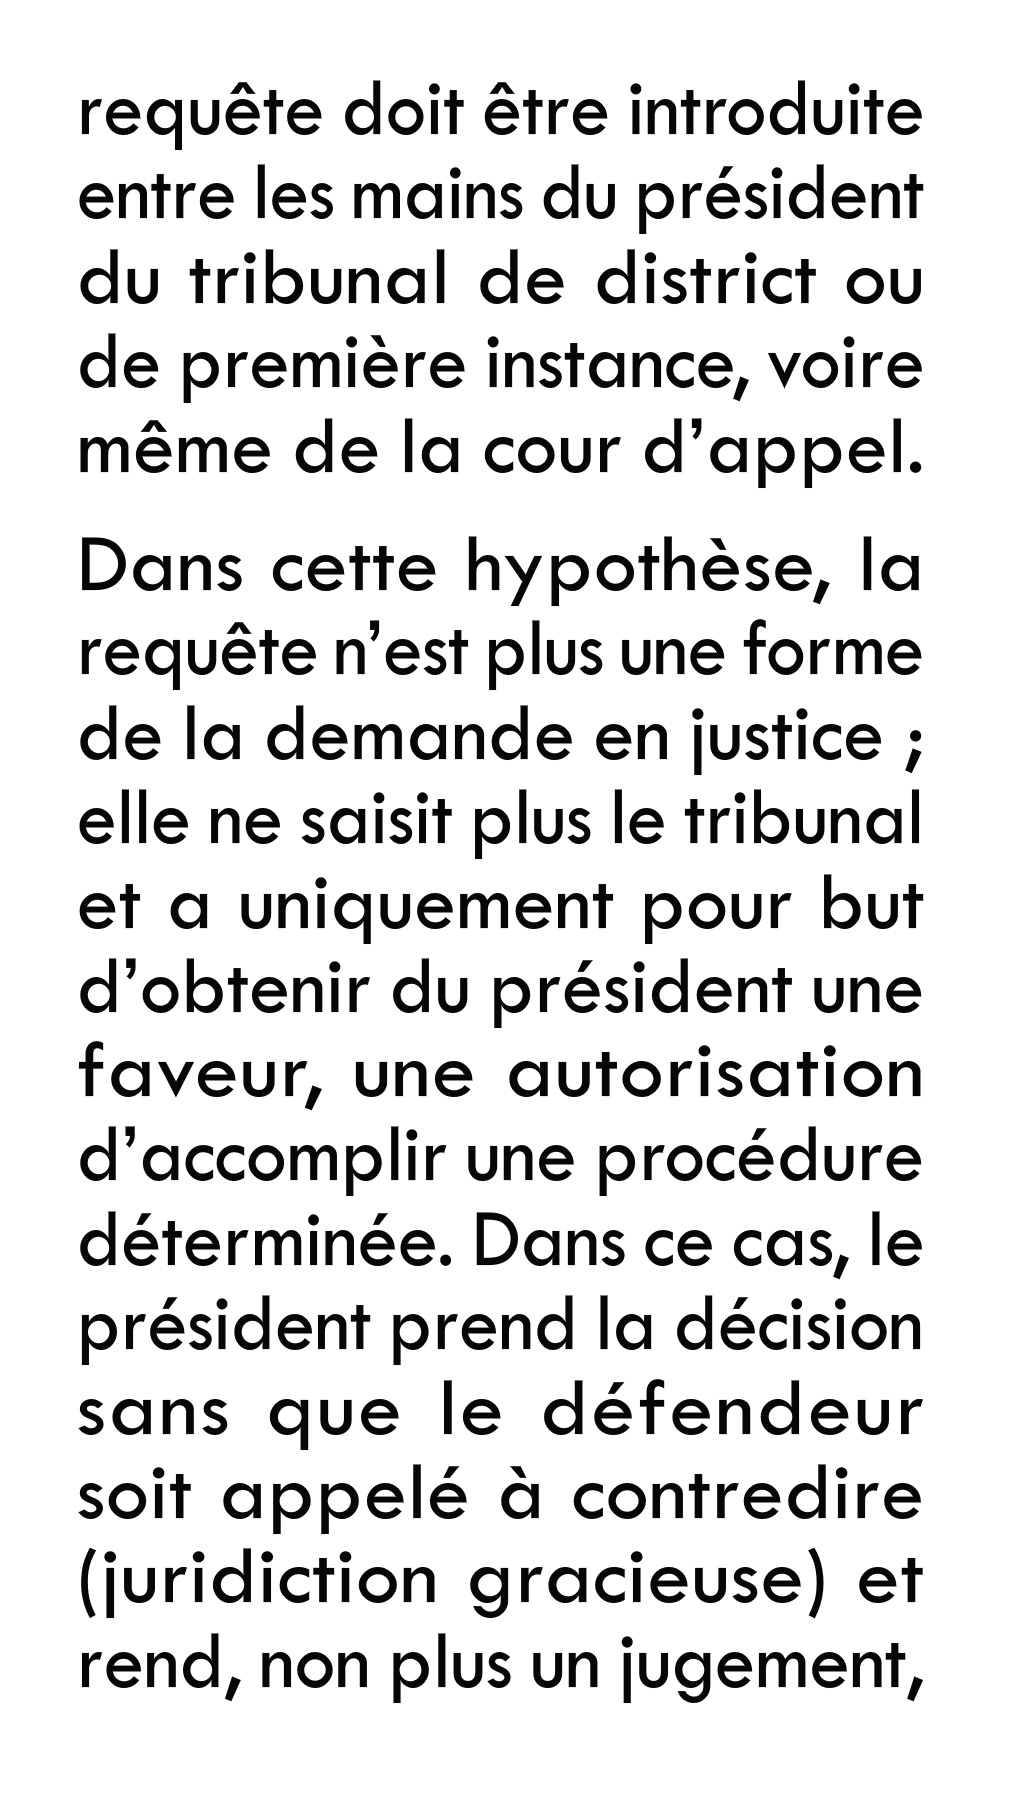 requête doit être introduite
entre les mains du président
du tribunal de district ou
de première instance, voire
même de la cour d’appel.
Dans cette hypothèse, la
requête n’est plus une forme
de la demande en justice ;
elle ne saisit plus le tribunal
et a uniquement pour but
d’obtenir du président une
faveur, une autorisation
d’accomplir une procédure
déterminée. Dans ce cas, le
président prend la décision
sans que le défendeur
soit appelé à contredire
(juridiction gracieuse) et
rend, non plus un jugement,